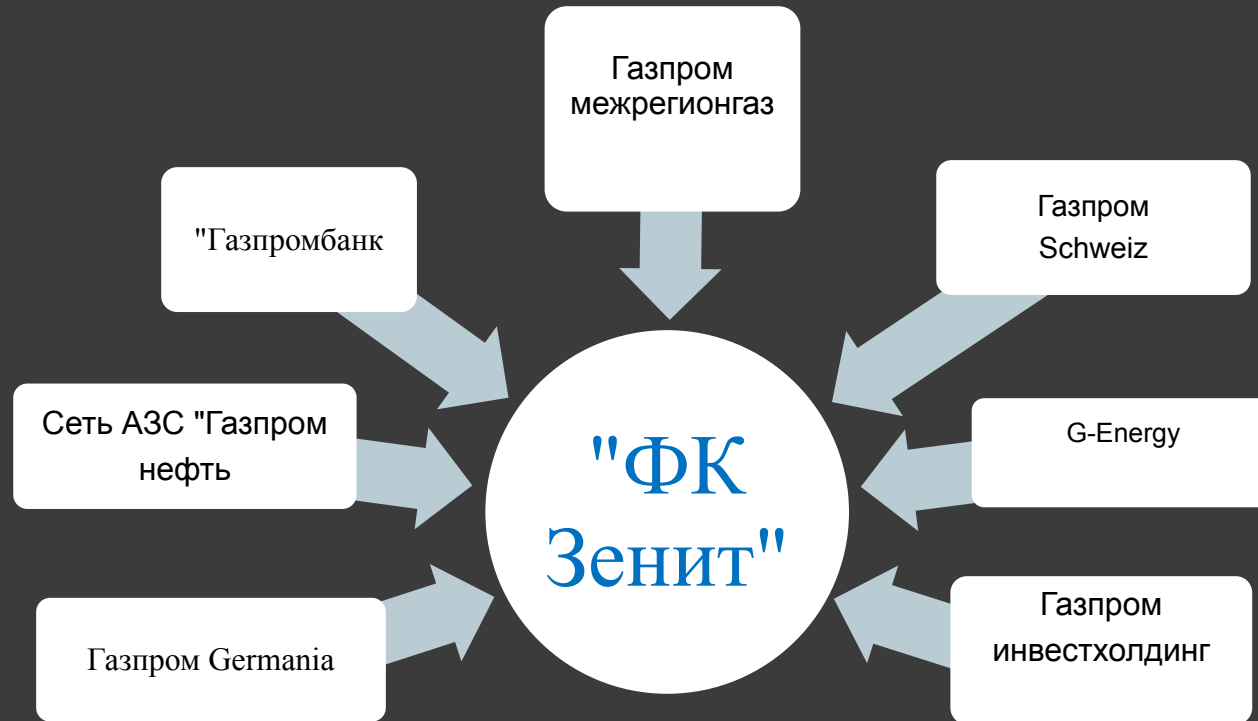 Газпром
межрегионгаз
"Газпромбанк
Газпром
Schweiz
Сеть АЗС "Газпром
нефть
G-Energy
"ФК
Зенит"
Газпром Germania
Газпром
инвестхолдинг